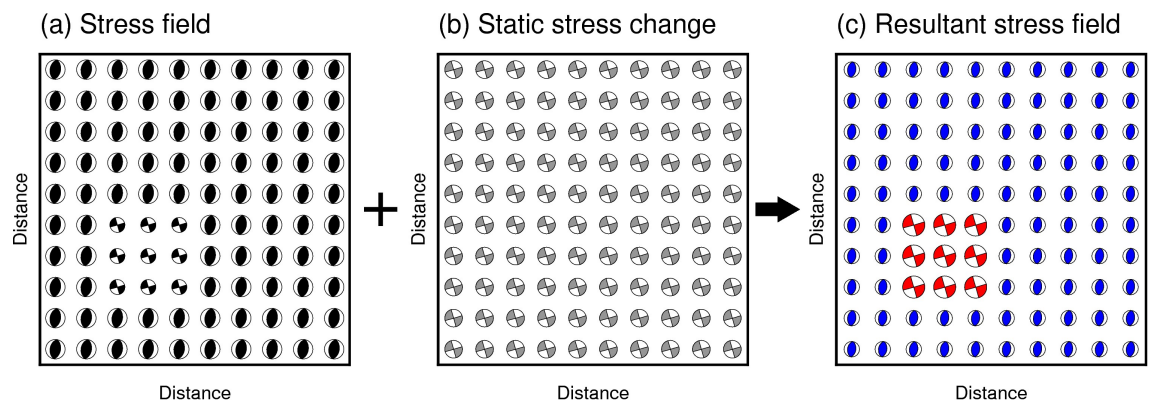 (a) Stress field
(b) Static stress change
(c) Resultant stress field
Distance
+
Distance
Distance
Distance
Distance
Distance